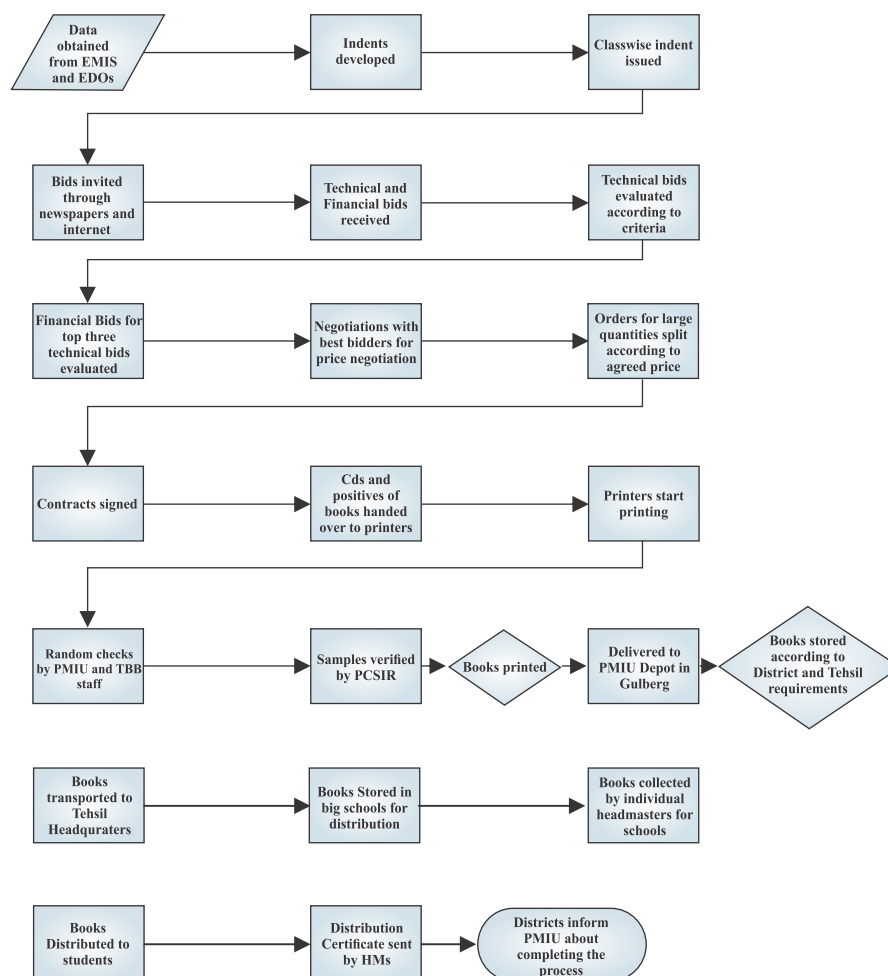 Data
obtained
from EMIS
and EDOs
Indents
developed
Classwise indent
issued
Bids invited
through
newspapers and
internet
Technical and
Financial bids
received
Technical bids
evaluated
according to
criteria
Financial Bids for
top three
technical bids
evaluated
Negotiations with
best bidders for
price negotiation
Orders for large
quantities split
according to
agreed price
Contracts signed
Cds and
positives of
books handed
over to printers
Printers start
printing
Random checks
by PMIU and TBB
staff
Samples verified
by PCSIR
Books printed
Delivered to
PMIU Depot in
Gulberg
Books stored
according to
District and Tehsil
requirements
Books
transported to
Tehsil
Headquraters
Books Stored in
big schools for
distribution
Books collected
by individual
headmasters for
schools
Books
Distributed to
students
Distribution
Certificate sent
by HMs
Districts inform
PMIU about
completing the
process